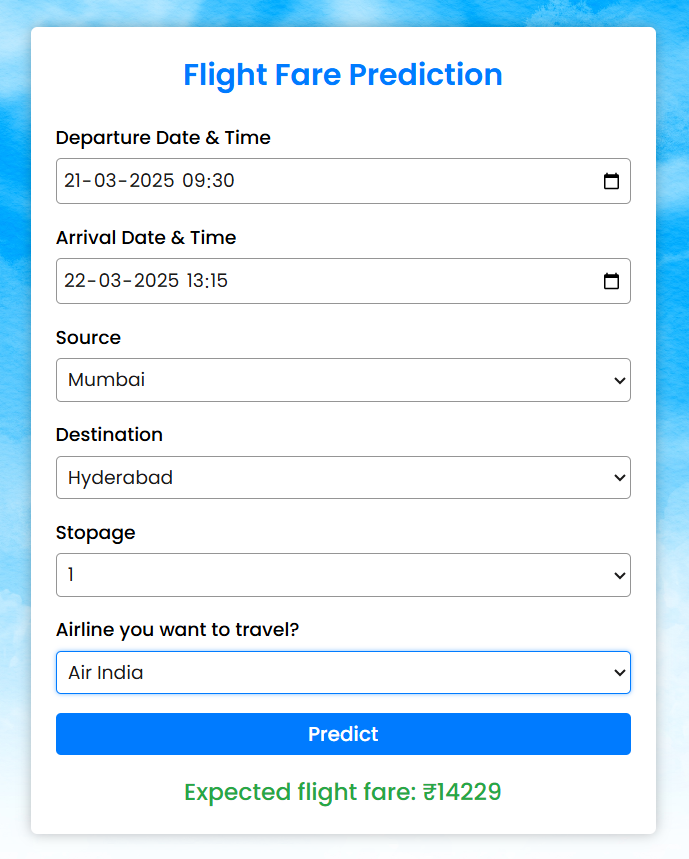 Flight Fare Prediction
Departure Date & Time
21-03-2025 09:30
Arrival Date & Time
22-03-2025 13:15
Source
Mumbai
Destination
Hyderabad
Stopage
1
Airline you want to travel?
Air India
Predict
Expected flight fare: ₹14229